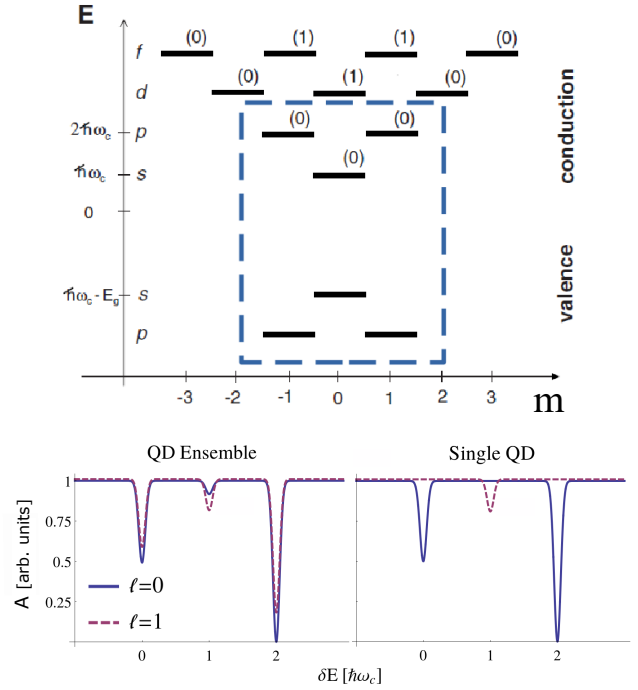 E
f (0) (1) (1) (0)
d (0) (1) (0)
2ħω_c p (0) (0)
ħω_c s (0)
0
ħω_c - E_g s
p
conduction
valence
-3 -2 -1 0 1 2 3 m
QD Ensemble Single QD
A [arb. units]
1
0.75
0.5
0.25
ℓ=0
ℓ=1
0 1 2 0 1 2
δE [ħω_c]